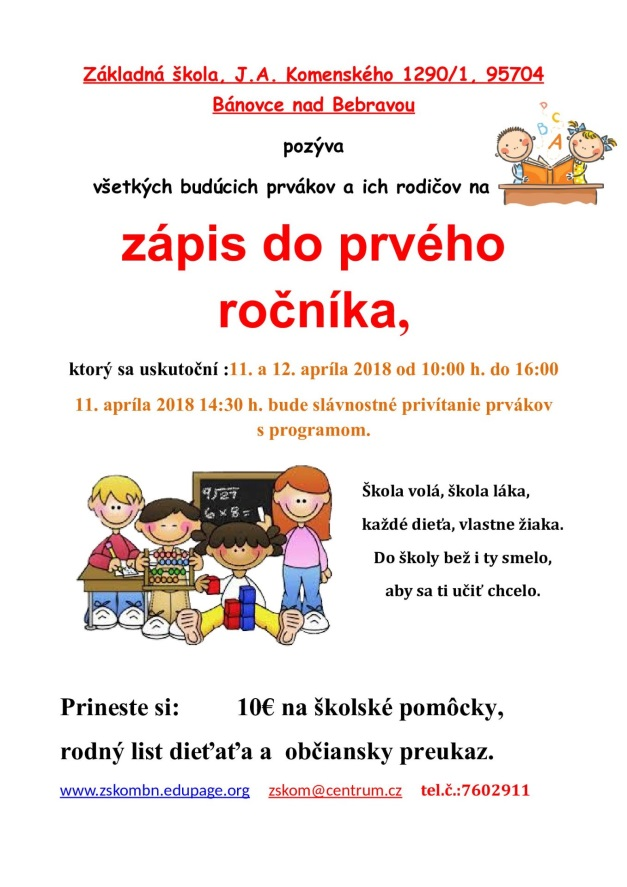 Základná škola, J.A. Komenského 1290/1, 95704
Bánovce nad Bebravou
pozýva
všetkých budúcich prvákov a ich rodičov na
zápis do prvého
ročníka,
ktorý sa uskutoční :11. a 12. apríla 2018 od 10:00 h. do 16:00
11. apríla 2018 14:30 h. bude slávnostné privítanie prvákov
s programom.
Škola volá, škola láka,
každé dieťa, vlastne žiaka.
Do školy bež i ty smelo,
aby sa ti učiť chcelo.
9√27
6 x 8 =
D
C
B
A
Prineste si: 10€ na školské pomôcky,
rodný list dieťaťa a občiansky preukaz.
www.zskombn.edupage.org zskom@centrum.cz tel.č.:7602911